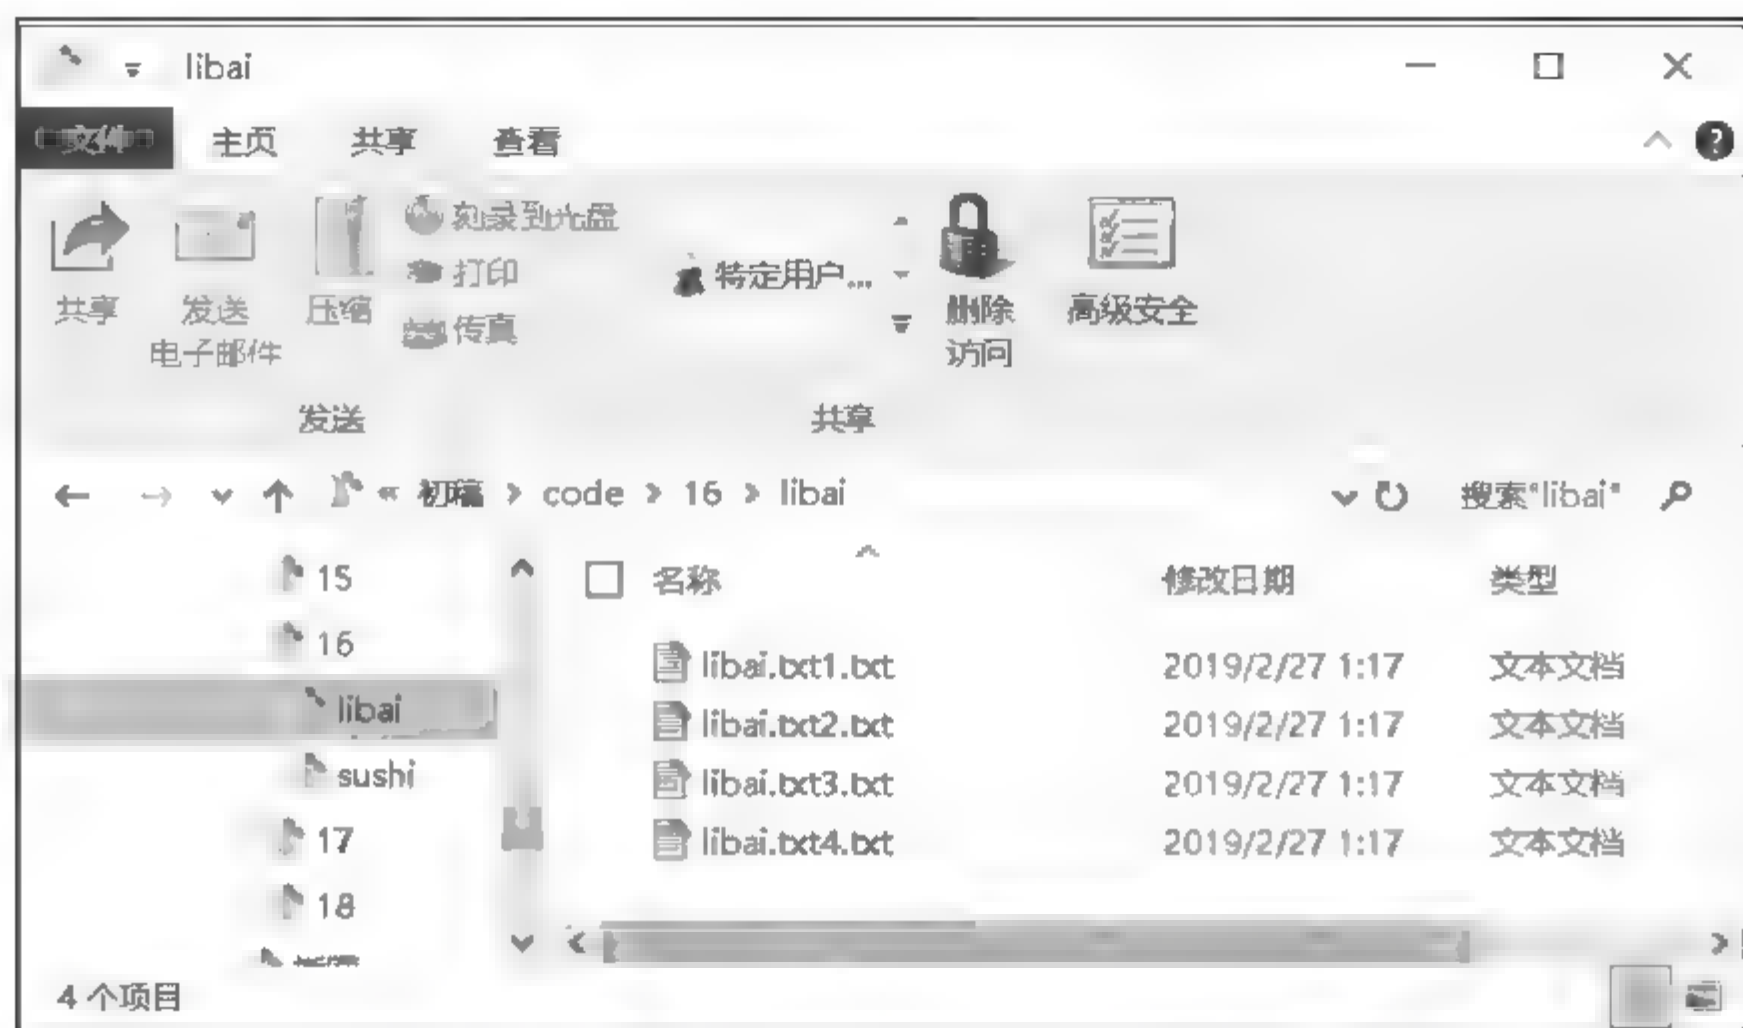 libai
文件 主页 共享 查看
共享 发送 电子邮件 压缩 刻录到光盘 打印 传真 特定用户... 删除 访问 高级安全
发送 共享
« 初稿 > code > 16 > libai 搜索"libai"
15
16
libai
sushi
17
18
名称 修改日期 类型
libai.txt1.txt 2019/2/27 1:17 文本文档
libai.txt2.txt 2019/2/27 1:17 文本文档
libai.txt3.txt 2019/2/27 1:17 文本文档
libai.txt4.txt 2019/2/27 1:17 文本文档
4 个项目